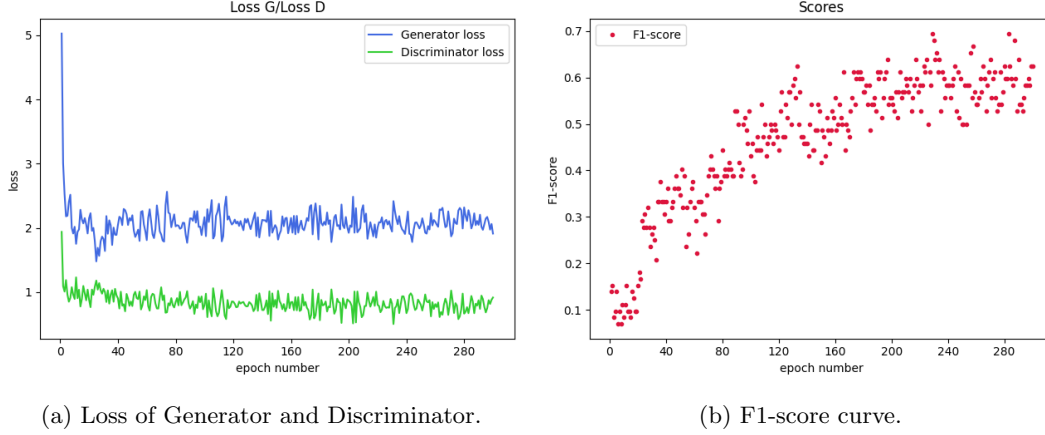 Loss G/Loss D
Generator loss
Discriminator loss
5
4
3
2
1
loss
0 40 80 120 160 200 240 280
epoch number
(a) Loss of Generator and Discriminator.
Scores
F1-score
0.7
0.6
0.5
0.4
0.3
0.2
0.1
F1-score
0 40 80 120 160 200 240 280
epoch number
(b) F1-score curve.